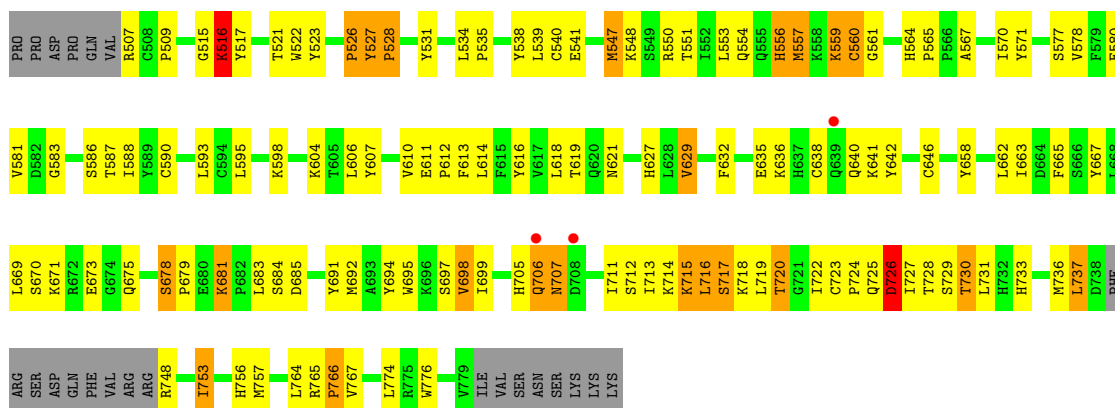 PRO PRO ASP PRO GLN VAL R507 C508 P509 G515 K516 Y517 T521 W522 Y523 P526 Y527 P528 Y531 L534 P535 Y538 L539 C540 E541 M547 K548 S549 R550 T551 I552 L553 Q554 Q555 H556 M557 K558 K559 C560 G561 H564 P565 P566 A567 I570 Y571 S577 V578 F579
V581 D582 G583 S586 T587 I588 Y589 C590 L593 C594 L595 K598 K604 T605 L606 Y607 V610 E611 P612 F613 L614 F615 Y616 V617 L618 T619 Q620 N621 H627 L628 V629 F632 E635 K636 H637 C638 Q639 Q640 K641 Y642 C646 Y658 L662 I663 D664 F665 S666 Y667
L669 S670 K671 R672 E673 G674 Q675 S678 P679 E680 K681 P682 L683 S684 D685 Y691 M692 A693 Y694 W695 K696 S697 V698 I699 H705 Q706 N707 D708 I711 S712 I713 K714 K715 L716 S717 K718 L719 T720 G721 I722 C723 P724 Q725 D726 I727 T728 S729 T730 L731 H732 H733 M736 L737 D738
ARG SER ASP GLN PHE VAL ARG ARG R748 I753 H756 M757 L764 R765 P766 V767 L774 R775 W776 V779 ILE VAL SER ASN SER LYS LYS LYS